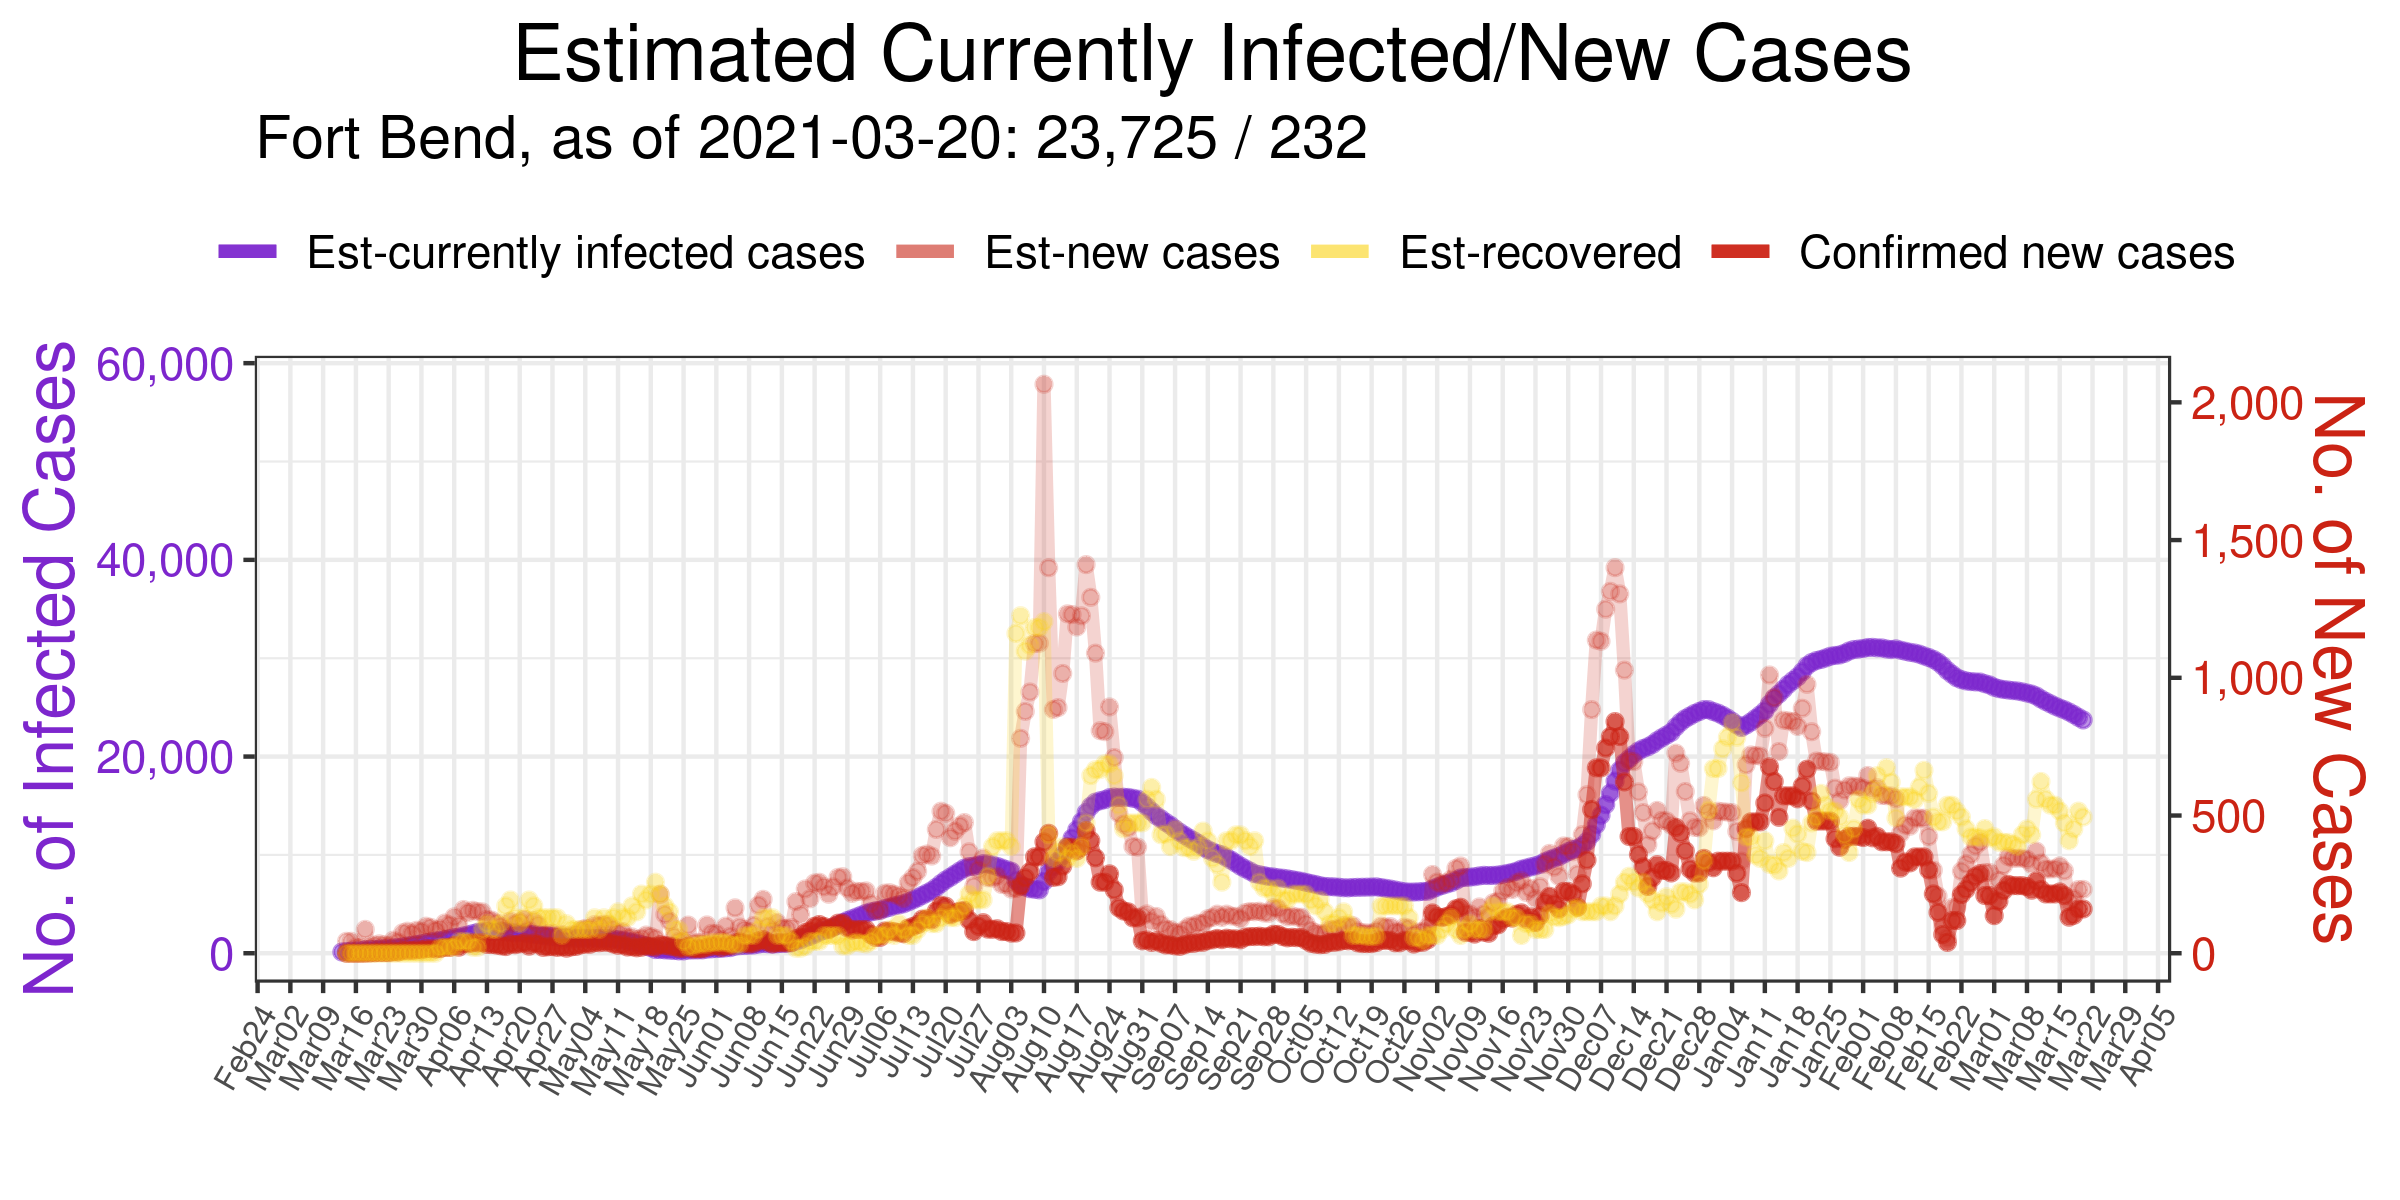 Estimated Currently Infected/New Cases
Fort Bend, as of 2021-03-20: 23,725 / 232
Est-currently infected cases Est-new cases Est-recovered Confirmed new cases
No. of Infected Cases
60,000
40,000
20,000
0
2,000
1,500
1,000
500
0
No. of New Cases
Feb24 Mar02 Mar09 Mar16 Mar23 Mar30 Apr06 Apr13 Apr20 Apr27 May04 May11 May18 May25 Jun01 Jun08 Jun15 Jun22 Jun29 Jul06 Jul13 Jul20 Jul27 Aug03 Aug10 Aug17 Aug24 Aug31 Sep07 Sep14 Sep21 Sep28 Oct05 Oct12 Oct19 Oct26 Nov02 Nov09 Nov16 Nov23 Nov30 Dec07 Dec14 Dec21 Dec28 Jan04 Jan11 Jan18 Jan25 Feb01 Feb08 Feb15 Feb22 Mar01 Mar08 Mar15 Mar22 Mar29 Apr05